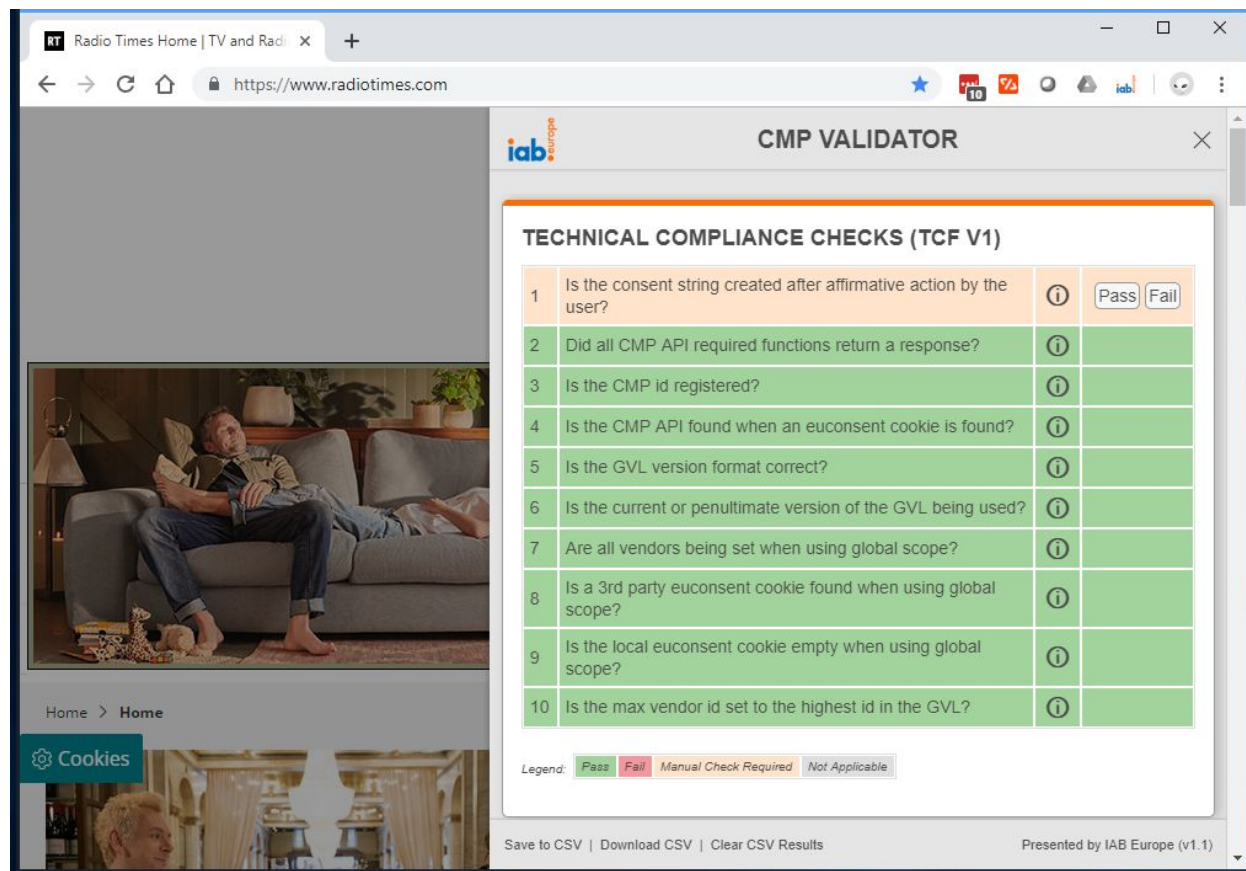 RT Radio Times Home | TV and Radi
https://www.radiotimes.com
10
iab
iab europe
CMP VALIDATOR
TECHNICAL COMPLIANCE CHECKS (TCF V1)
1 Is the consent string created after affirmative action by the
user?
Pass Fail
2 Did all CMP API required functions return a response?
3 Is the CMP id registered?
4 Is the CMP API found when an euconsent cookie is found?
5 Is the GVL version format correct?
6 Is the current or penultimate version of the GVL being used?
7 Are all vendors being set when using global scope?
8 Is a 3rd party euconsent cookie found when using global
scope?
9 Is the local euconsent cookie empty when using global
scope?
10 Is the max vendor id set to the highest id in the GVL?
Legend: Pass Fail Manual Check Required Not Applicable
Home > Home
Cookies
Save to CSV | Download CSV | Clear CSV Results
Presented by IAB Europe (v1.1)